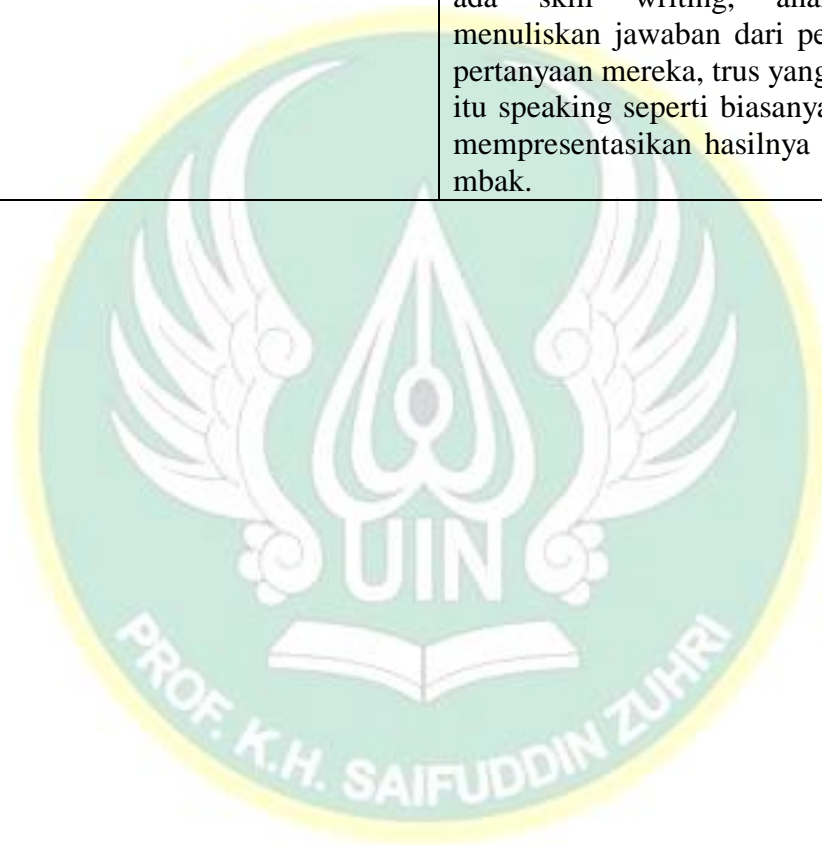 ada skill writing,
menuliskan jawaban dari
pertanyaan mereka, trus yang
itu speaking seperti biasanya
mempresentasikan hasilnya
mbak.
UIN
PROF. K.H. SAIFUDDIN ZUHRI